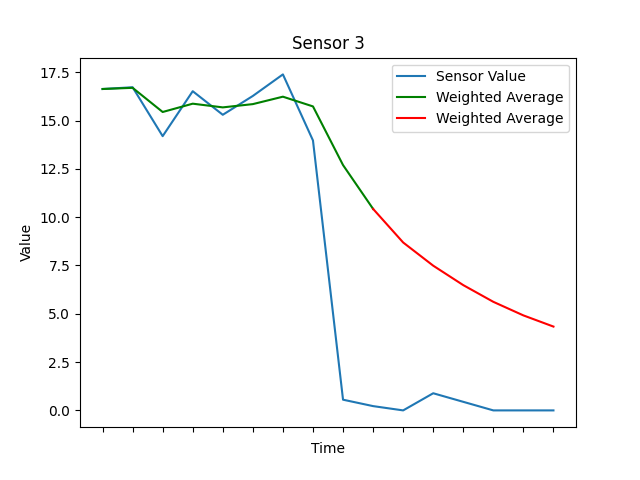 Sensor 3
Sensor Value
Weighted Average
Weighted Average
17.5
15.0
12.5
10.0
7.5
5.0
2.5
0.0
Value
Time